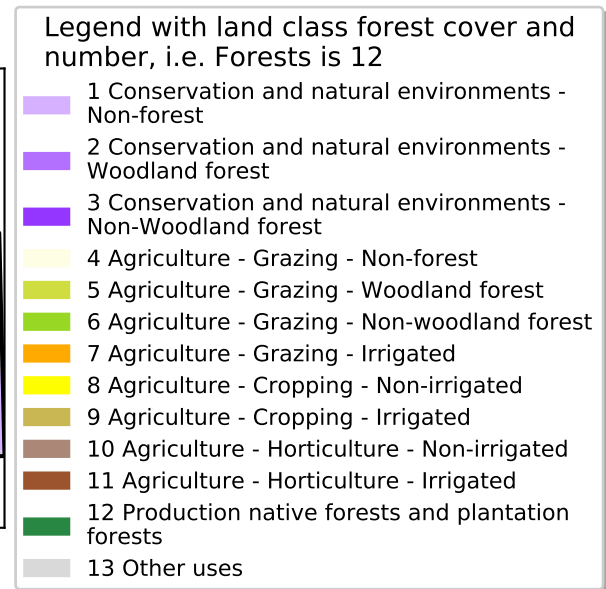 Legend with land class forest cover and
number, i.e. Forests is 12
1 Conservation and natural environments -
Non-forest
2 Conservation and natural environments -
Woodland forest
3 Conservation and natural environments -
Non-Woodland forest
4 Agriculture - Grazing - Non-forest
5 Agriculture - Grazing - Woodland forest
6 Agriculture - Grazing - Non-woodland forest
7 Agriculture - Grazing - Irrigated
8 Agriculture - Cropping - Non-irrigated
9 Agriculture - Cropping - Irrigated
10 Agriculture - Horticulture - Non-irrigated
11 Agriculture - Horticulture - Irrigated
12 Production native forests and plantation
forests
13 Other uses